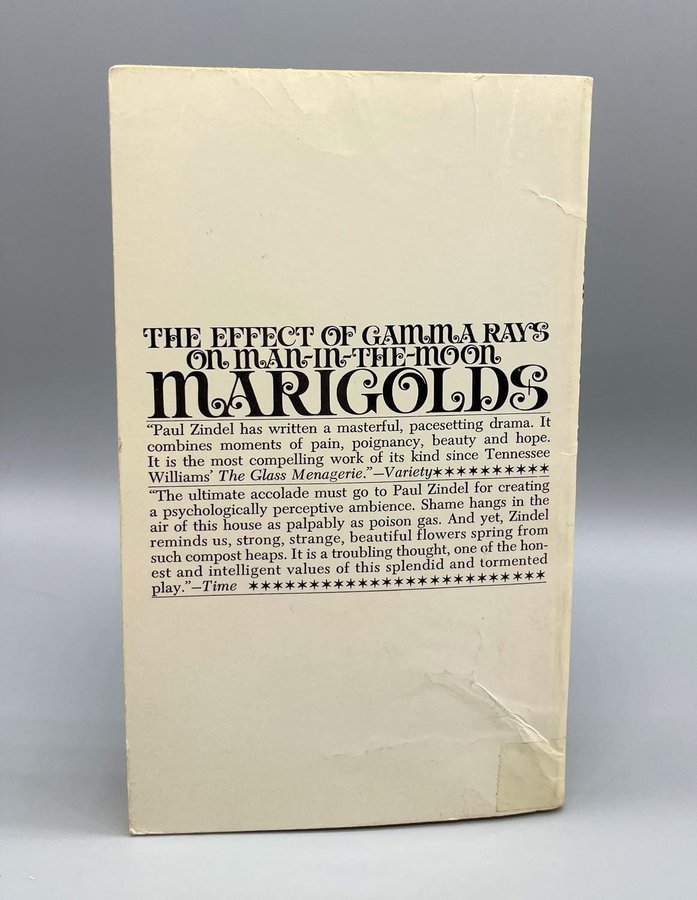 THE EFFECT OF GAMMA RAYS
ON MAN-IN-THE-MOON
MARIGOLDS
“Paul Zindel has written a masterful, pacesetting drama. It
combines moments of pain, poignancy, beauty and hope.
It is the most compelling work of its kind since Tennessee
Williams’ The Glass Menagerie.”—Variety✶✶✶✶✶✶✶✶✶✶
“The ultimate accolade must go to Paul Zindel for creating
a psychologically perceptive ambience. Shame hangs in the
air of this house as palpably as poison gas. And yet, Zindel
reminds us, strong, strange, beautiful flowers spring from
such compost heaps. It is a troubling thought, one of the hon-
est and intelligent values of this splendid and tormented
play.”—Time ✶✶✶✶✶✶✶✶✶✶✶✶✶✶✶✶✶✶✶✶✶✶✶✶✶